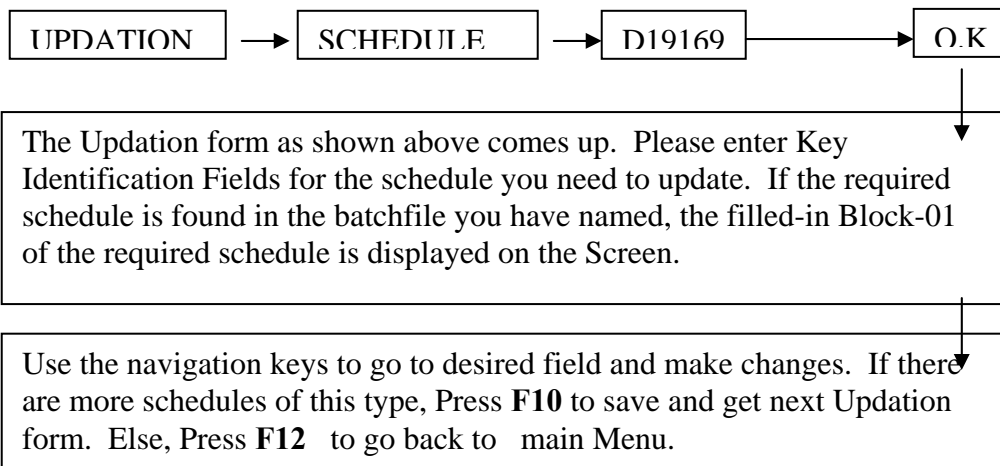 UPDATION SCHEDULE D19169 O.K
The Updation form as shown above comes up. Please enter Key
Identification Fields for the schedule you need to update. If the required
schedule is found in the batchfile you have named, the filled-in Block-01
of the required schedule is displayed on the Screen.
Use the navigation keys to go to desired field and make changes. If there
are more schedules of this type, Press F10 to save and get next Updation
form. Else, Press F12 to go back to main Menu.